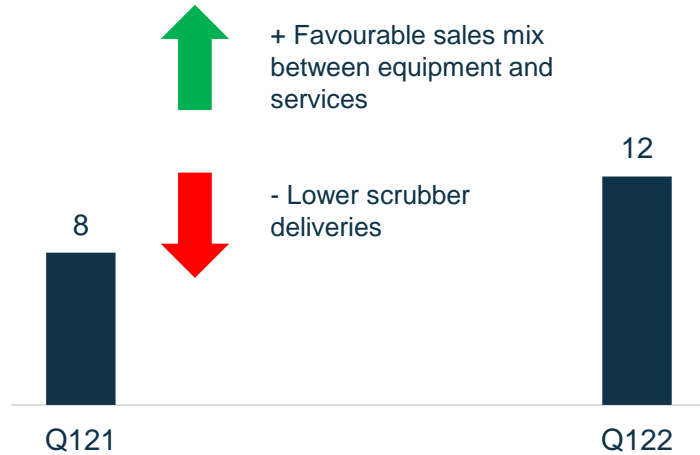 + Favourable sales mix
between equipment and
services
12
- Lower scrubber
deliveries
8
Q121
Q122